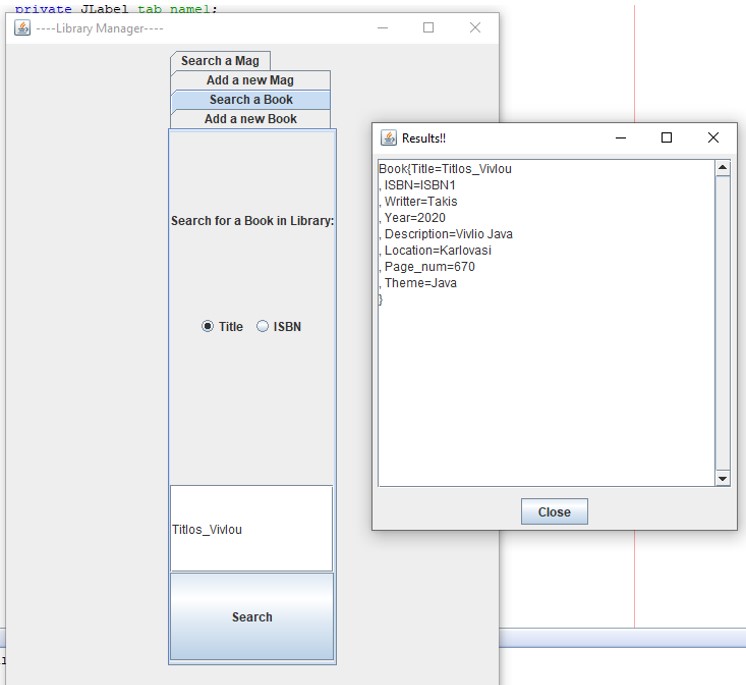 private JLabel tab_name1;
----Library Manager----
Search a Mag
Add a new Mag
Search a Book
Add a new Book
Search for a Book in Library:
Title
ISBN
Titlos_Vivlou
Search
Results!!
Book{Title=Titlos_Vivlou
, ISBN=ISBN1
, Writter=Takis
, Year=2020
, Description=Vivlio Java
, Location=Karlovasi
, Page_num=670
, Theme=Java
}
Close